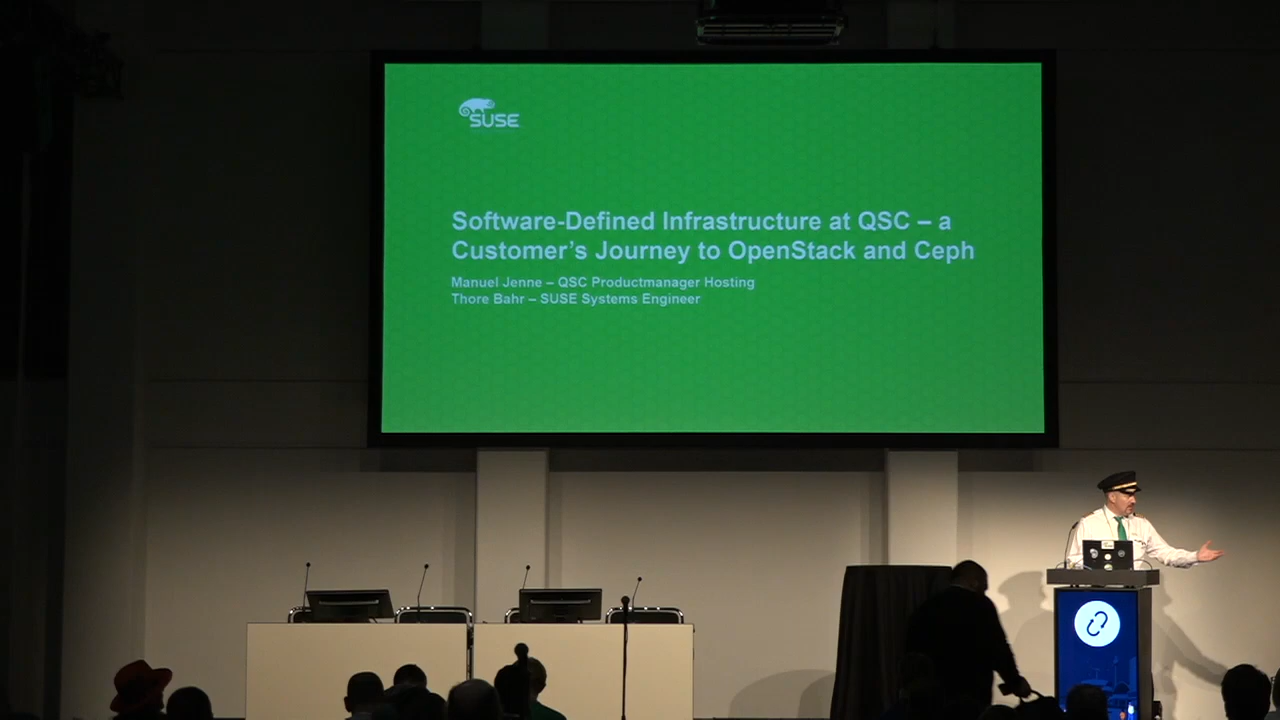 SUSE
Software-Defined Infrastructure at QSC – a
Customer's Journey to OpenStack and Ceph
Manuel Jenne – QSC Productmanager Hosting
Thore Bahr – SUSE Systems Engineer